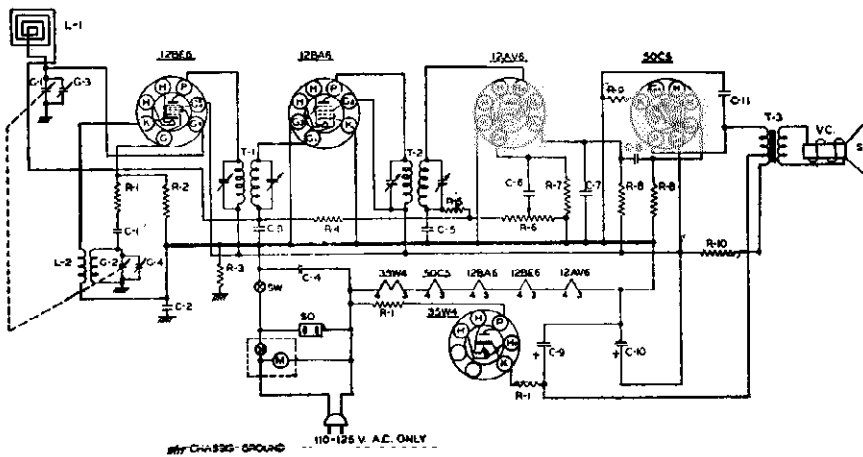 L-1
12BE6
12BA6
12AV6
50C5
G-1
G-3
H
H
P
K
G
H
H
P
G1
R-9
C-11
T-3
V.C.
T-1
T-2
R-1
R-2
C-1
C-3
R-4
R-5
C-5
C-6
R-7
C-7
R-6
R-8
R-8
R-10
L-2
G-2
G-4
R-3
C-4
C-2
SW
SO
M
35W4
50C5
12BA6
12BE6
12AV6
4 3
4 3
4 3
4 3
4 3
R-1
35W4
H
H
P
K
C-9
C-10
R-1
CHASSIS-GROUND
110-125 V. A.C. ONLY